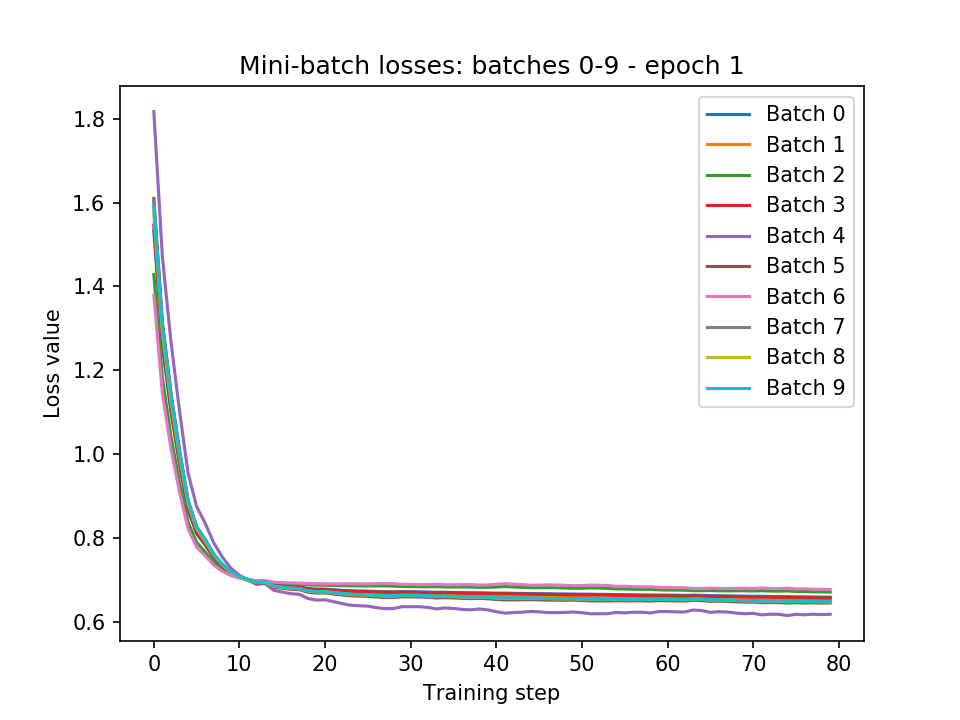 Mini-batch losses: batches 0-9 - epoch 1
1.8
1.6
1.4
1.2
1.0
0.8
0.6
Loss value
Batch 0
Batch 1
Batch 2
Batch 3
Batch 4
Batch 5
Batch 6
Batch 7
Batch 8
Batch 9
0 10 20 30 40 50 60 70 80
Training step